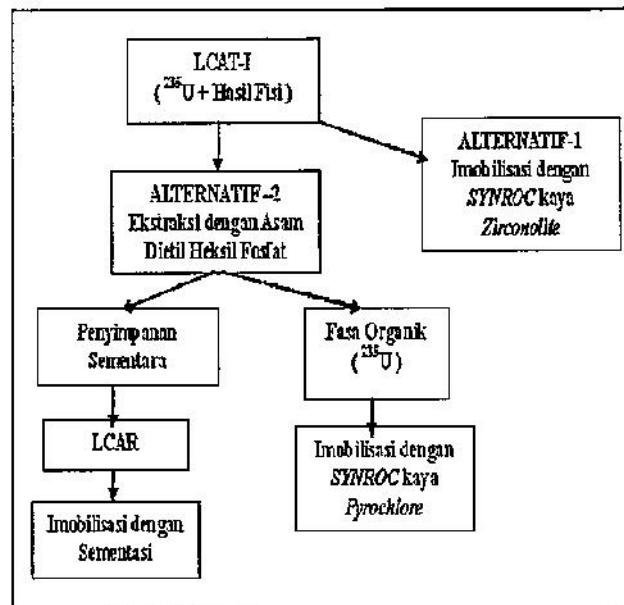 LCAT-I
( ²³⁵U + Hasil Fisi )
ALTERNATIF-1
Imobilisasi dengan
SYNROC kaya
Zirconolite
ALTERNATIF-2
Ekstraksi dengan Asam
Dietil Heksil Fosfat
Penyimpanan
Sementara
Fasa Organik
( ²³⁵U )
LCAR
Imobilisasi dengan
SYNROC kaya
Pyrochlore
Imobilisasi dengan
Sementasi